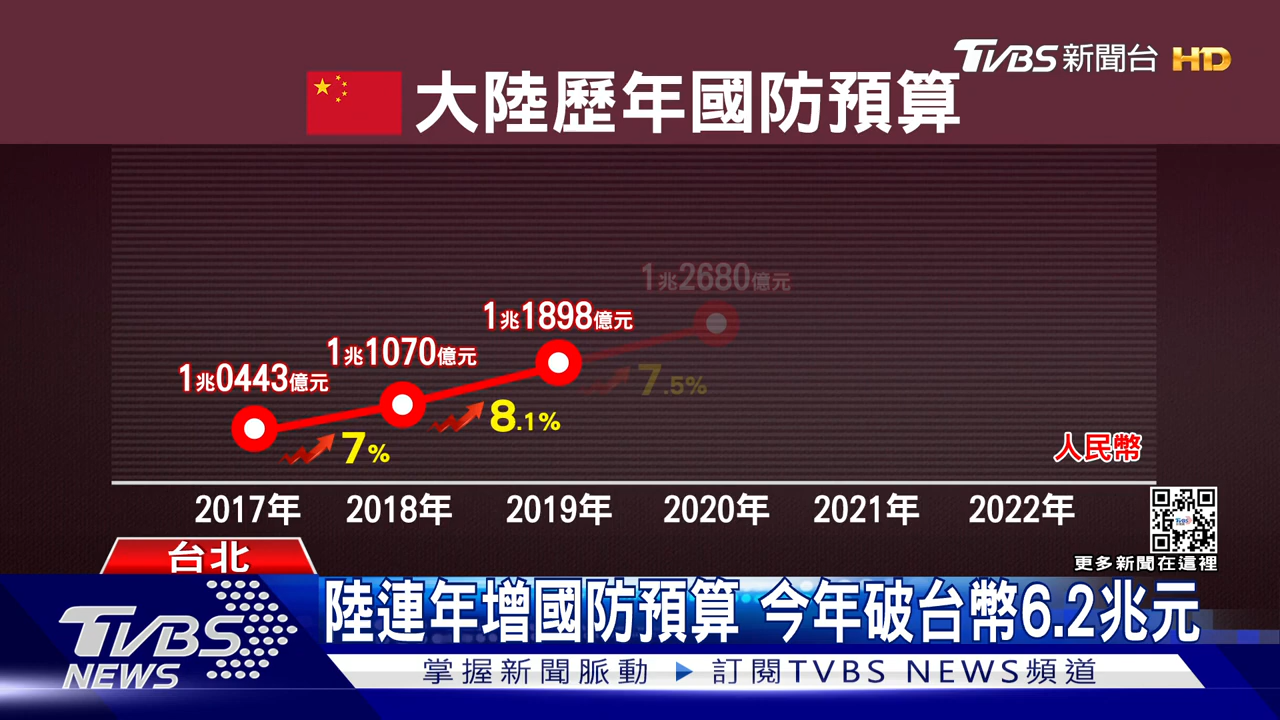 TVBS新聞台 HD
大陸歷年國防預算
1兆2680億元
1兆1898億元
1兆1070億元
1兆0443億元
7.5%
8.1%
7%
人民幣
2017年 2018年 2019年 2020年 2021年 2022年
TVBS
更多新聞在這裡
台北
陸連年增國防預算 今年破台幣6.2兆元
TVBS NEWS
掌握新聞脈動 ▶ 訂閱TVBS NEWS頻道